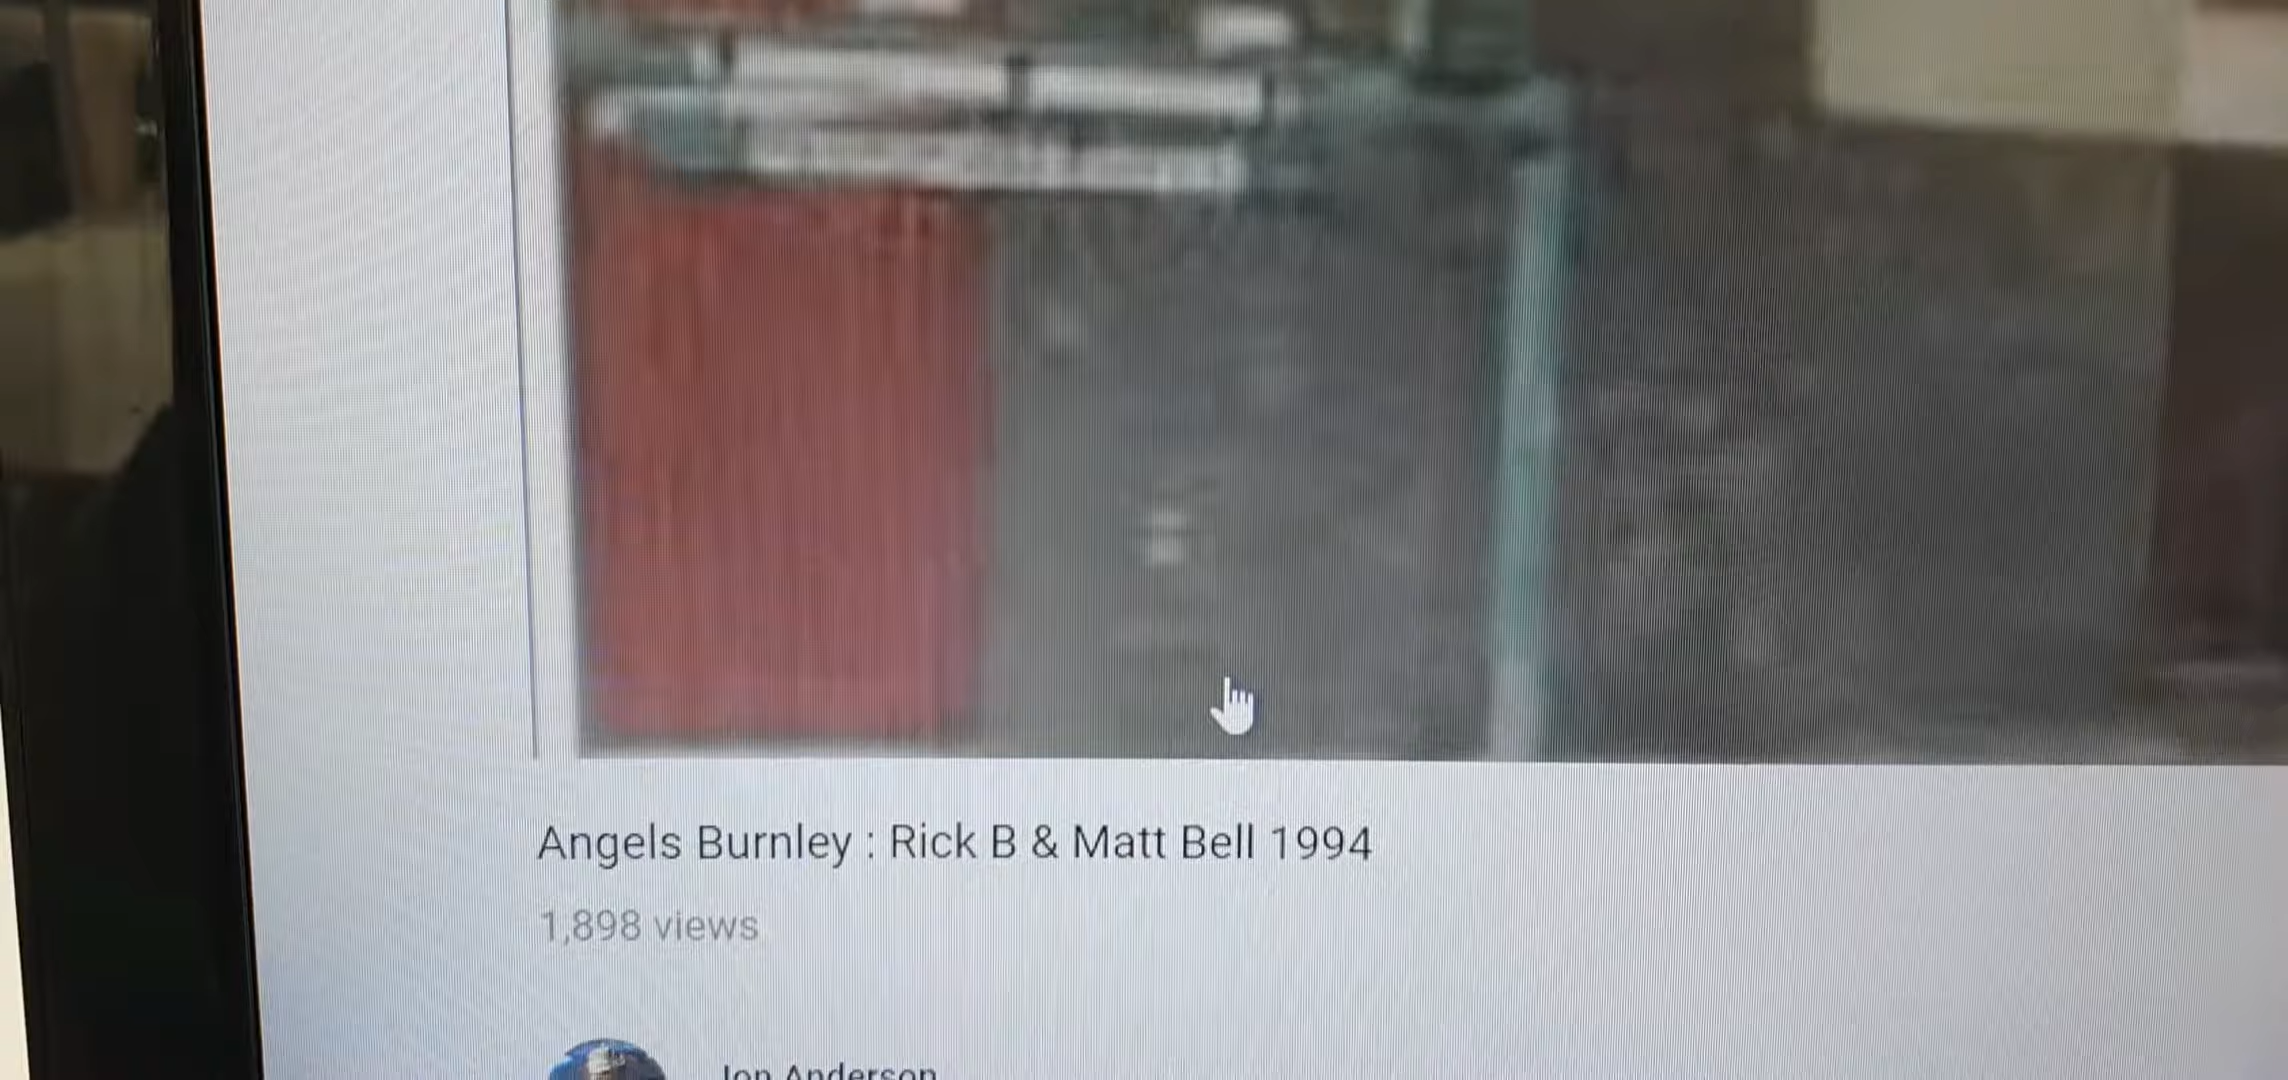 Angels Burnley : Rick B & Matt Bell 1994
1,898 views
Jon Anderson